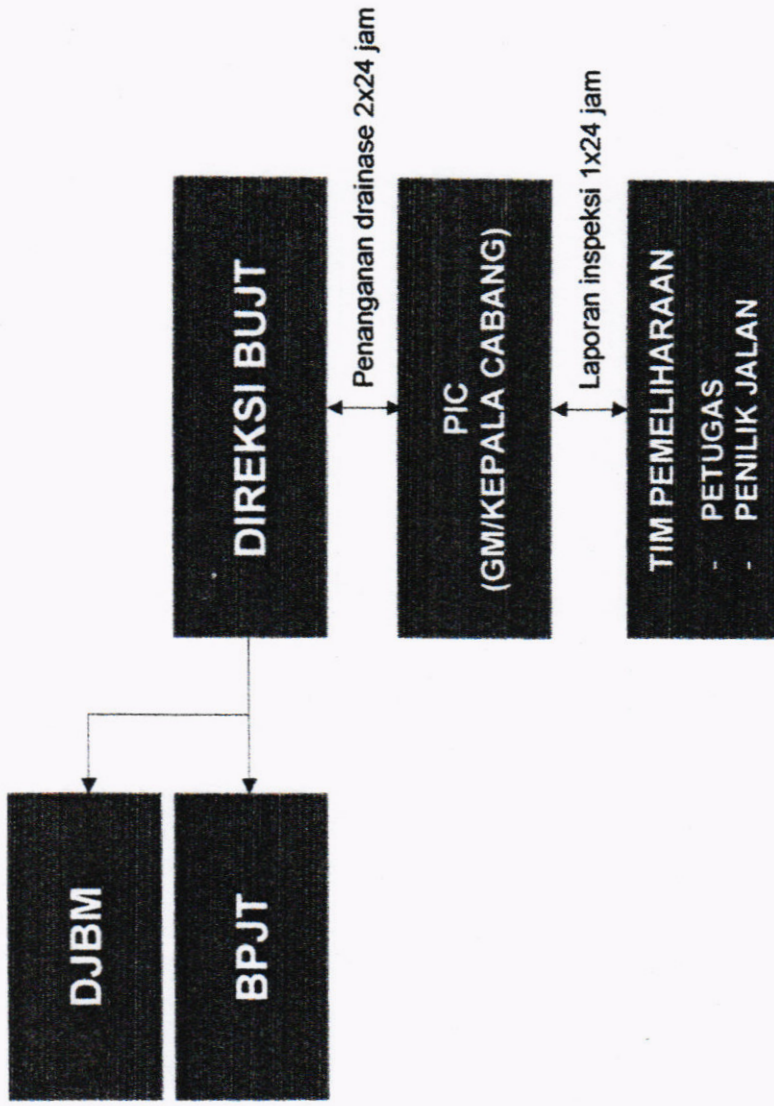 DJBM
BPJT
DIREKSI BUJT
Penanganan drainase 2x24 jam
PIC
(GM/KEPALA CABANG)
Laporan inspeksi 1x24 jam
TIM PEMELIHARAAN
- PETUGAS
- PENILIK JALAN